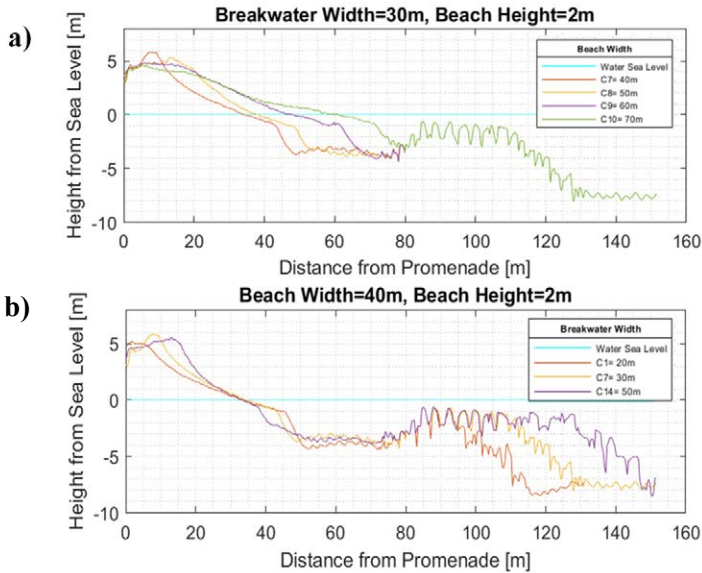 a)
Breakwater Width=30m, Beach Height=2m
Height from Sea Level [m]
5
0
-5
-10
Beach Width
Water Sea Level
C7= 40m
C8= 50m
C9= 60m
C10= 70m
0 20 40 60 80 100 120 140 160
Distance from Promenade [m]
b)
Beach Width=40m, Beach Height=2m
Height from Sea Level [m]
5
0
-5
-10
Breakwater Width
Water Sea Level
C1= 20m
C7= 30m
C14= 50m
0 20 40 60 80 100 120 140 160
Distance from Promenade [m]